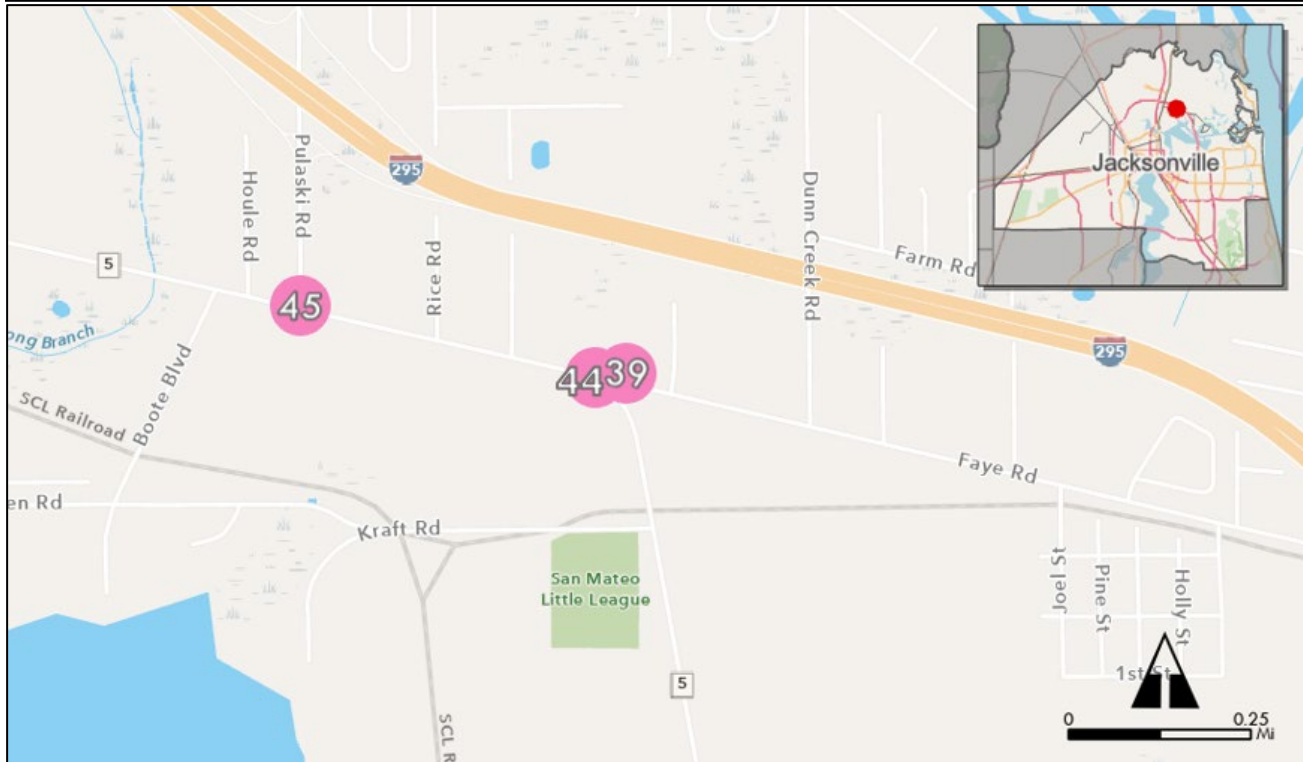 295
Pulaski Rd
Houle Rd
Rice Rd
Dunn Creek Rd
Farm Rd
Jacksonville
5
45
ong Branch
Boote Blvd
SCL Railroad
44
39
295
Faye Rd
en Rd
Kraft Rd
San Mateo
Little League
Joel St
Pine St
Holly St
1st St
5
SCL R
0
0.25
Mi